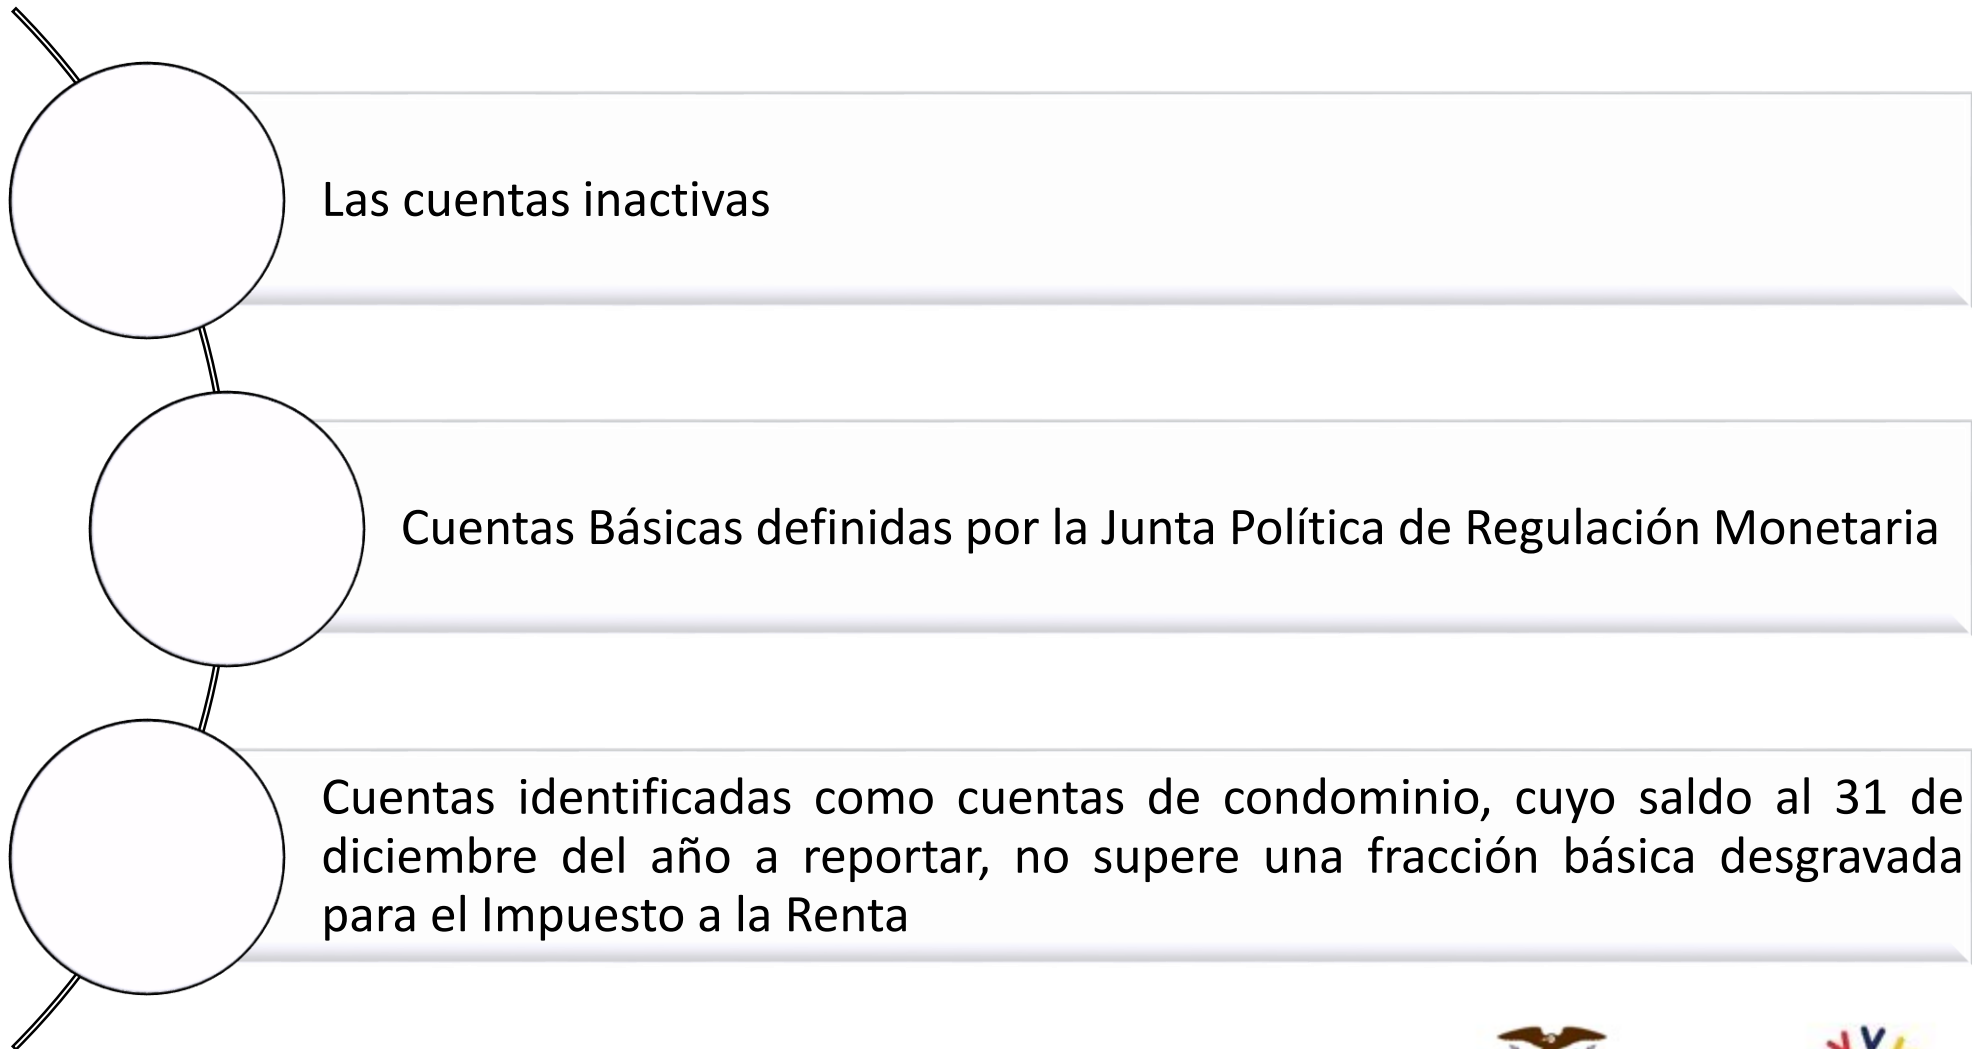 Las cuentas inactivas
Cuentas Básicas definidas por la Junta Política de Regulación Monetaria
Cuentas identificadas como cuentas de condominio, cuyo saldo al 31 de
diciembre del año a reportar, no supere una fracción básica desgravada
para el Impuesto a la Renta